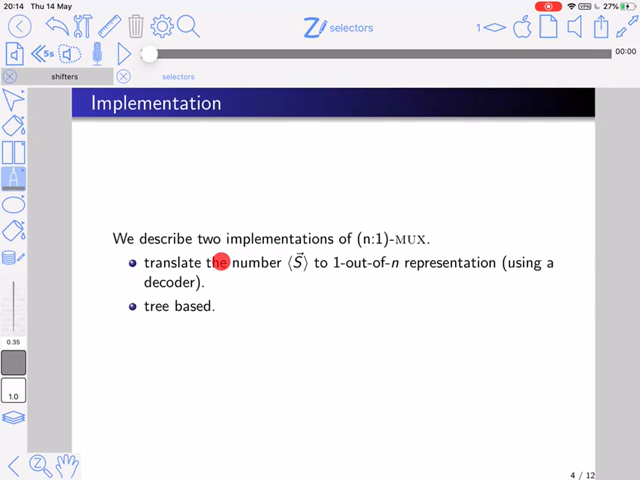 20:14 Thu 14 May
VPN 27%
selectors
1
5s
00:00
shifters
selectors
Implementation
We describe two implementations of (n:1)-MUX.
translate the number ⟨S⃗⟩ to 1-out-of-n representation (using a
decoder).
tree based.
0.35
1.0
4 / 12